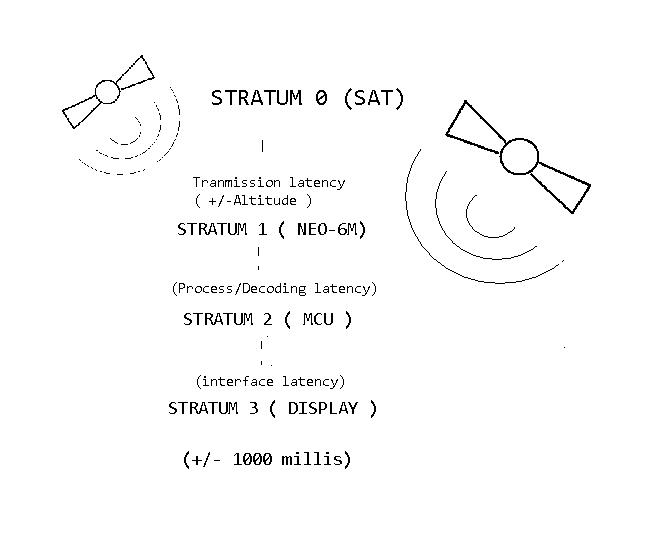 STRATUM 0 (SAT)
Tranmission latency
( +/-Altitude )
STRATUM 1 ( NEO-6M)
(Process/Decoding latency)
STRATUM 2 ( MCU )
(interface latency)
STRATUM 3 ( DISPLAY )
(+/- 1000 millis)